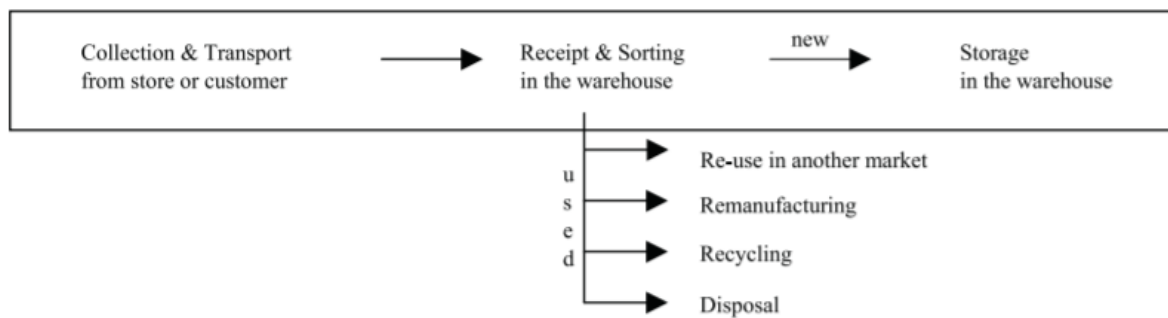 Collection & Transport
from store or customer
Receipt & Sorting
in the warehouse
new
Storage
in the warehouse
used
Re-use in another market
Remanufacturing
Recycling
Disposal